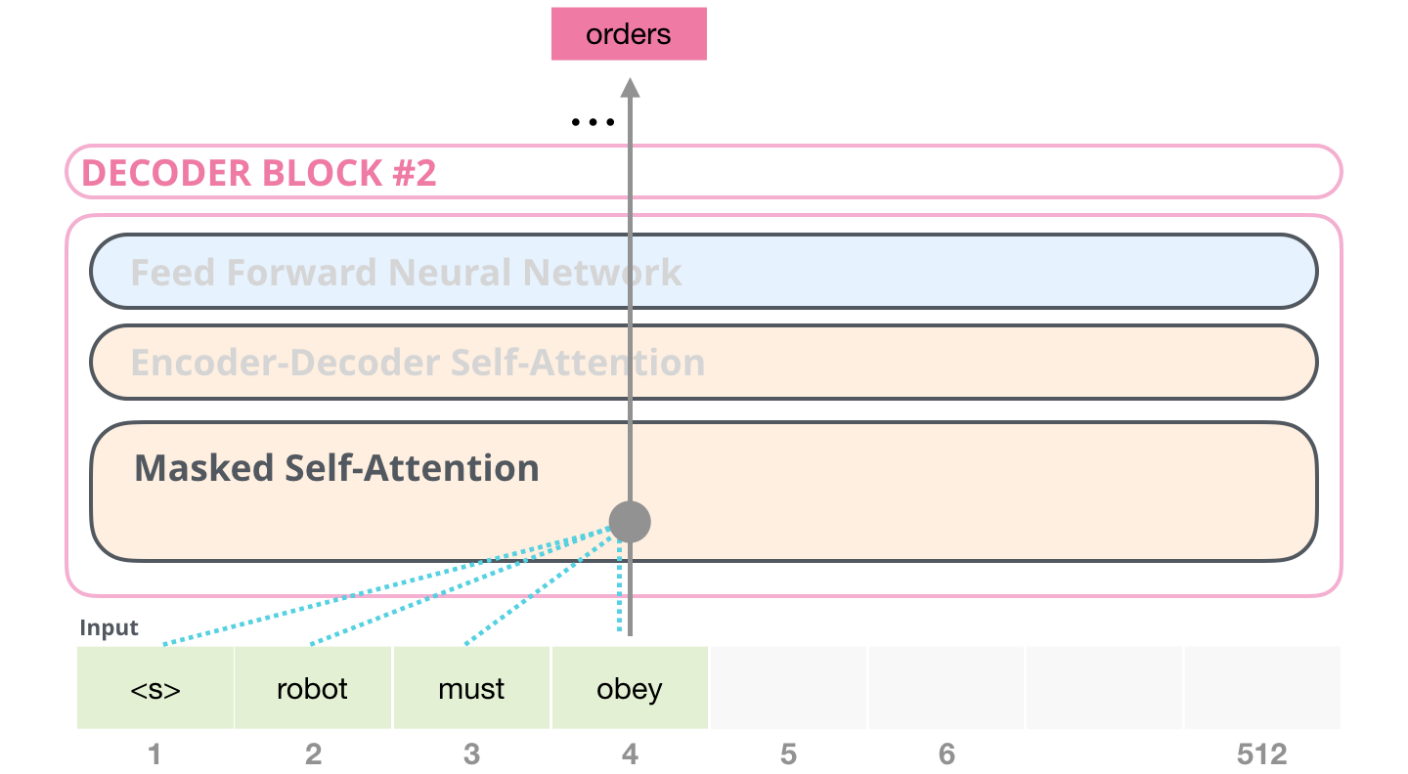 orders
...
DECODER BLOCK #2
Feed Forward Neural Network
Encoder-Decoder Self-Attention
Masked Self-Attention
Input
<s> robot must obey
1 2 3 4 5 6 512